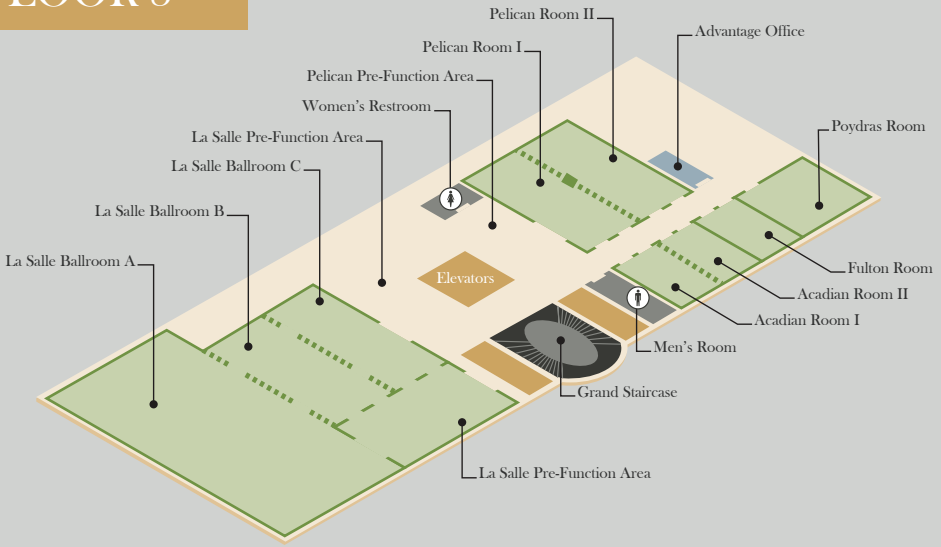 Pelican Room II
Advantage Office
Pelican Room I
Pelican Pre-Function Area
Women's Restroom
Poydras Room
La Salle Pre-Function Area
La Salle Ballroom C
La Salle Ballroom B
La Salle Ballroom A
Elevators
Fulton Room
Acadian Room II
Acadian Room I
Men's Room
Grand Staircase
La Salle Pre-Function Area